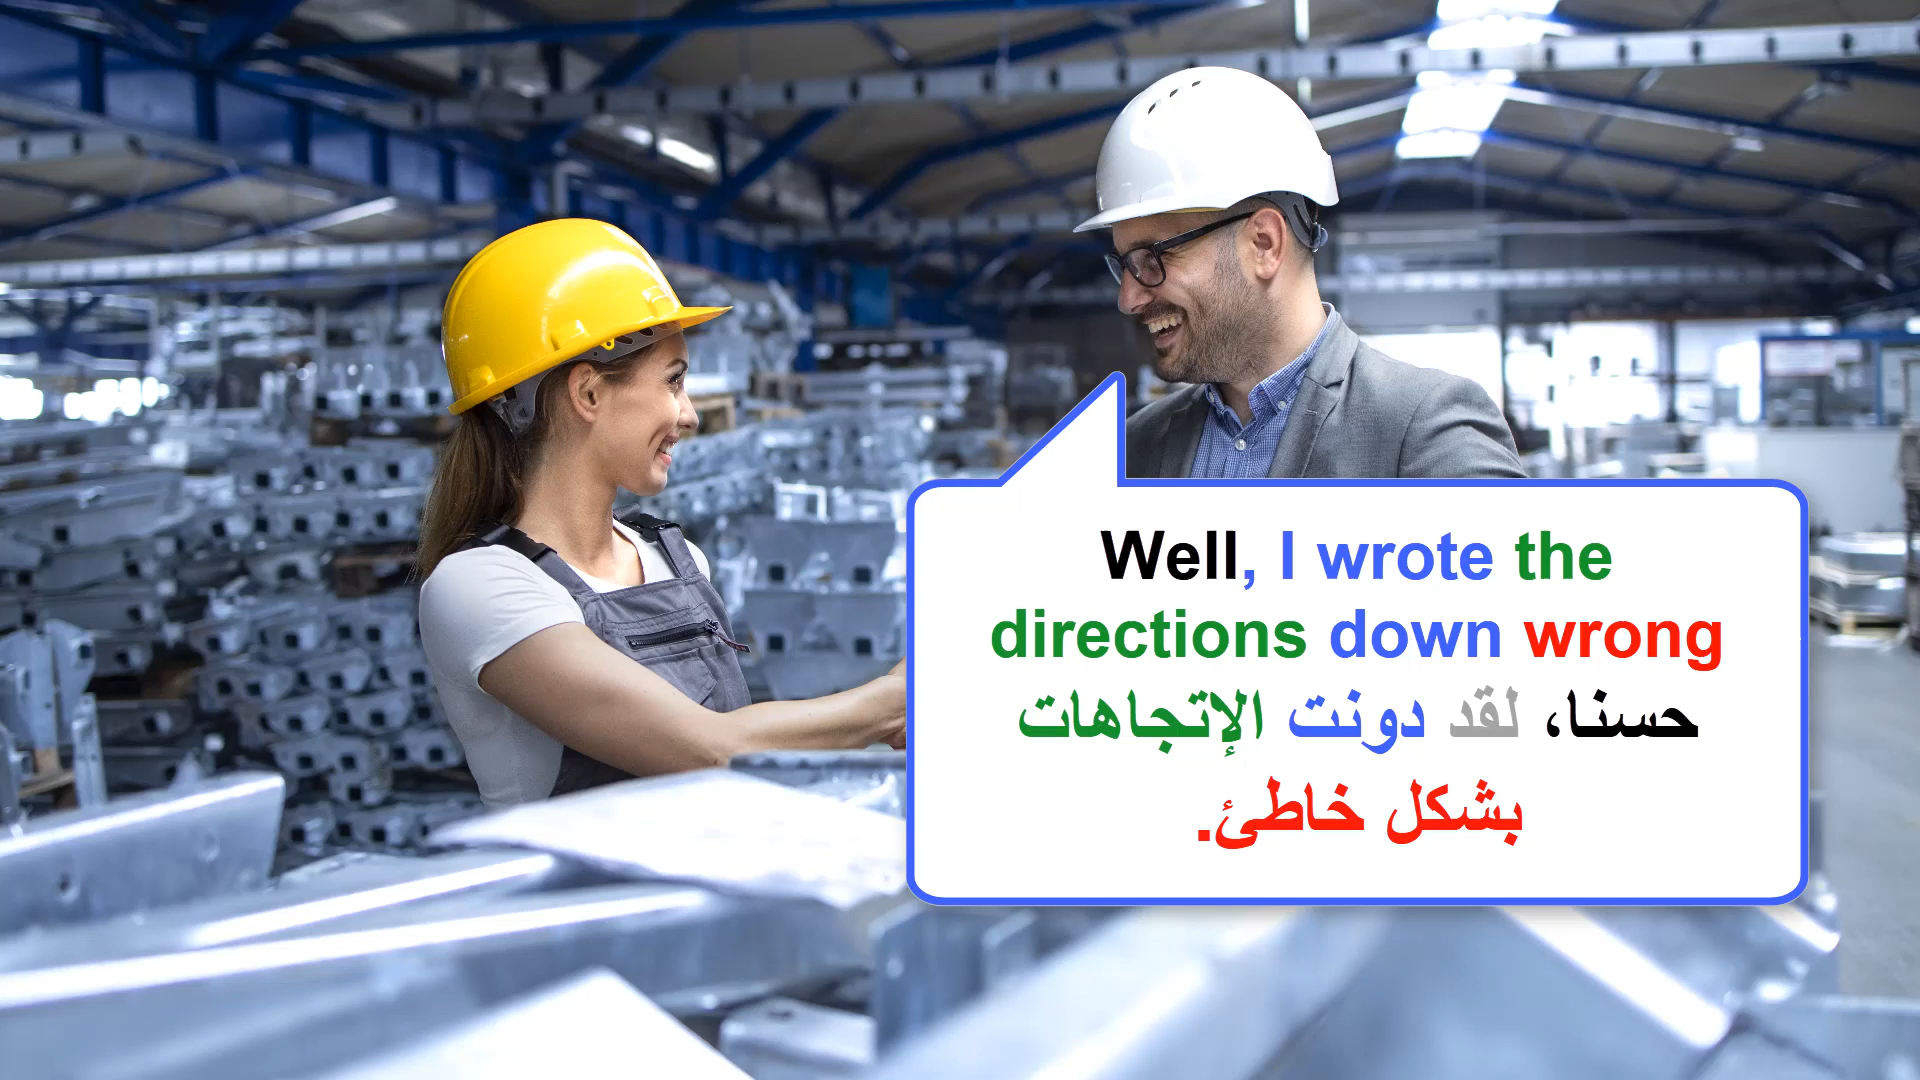 Well, I wrote the
directions down wrong
حسنا، لقد دونت الإتجاهات
بشكل خاطئ.